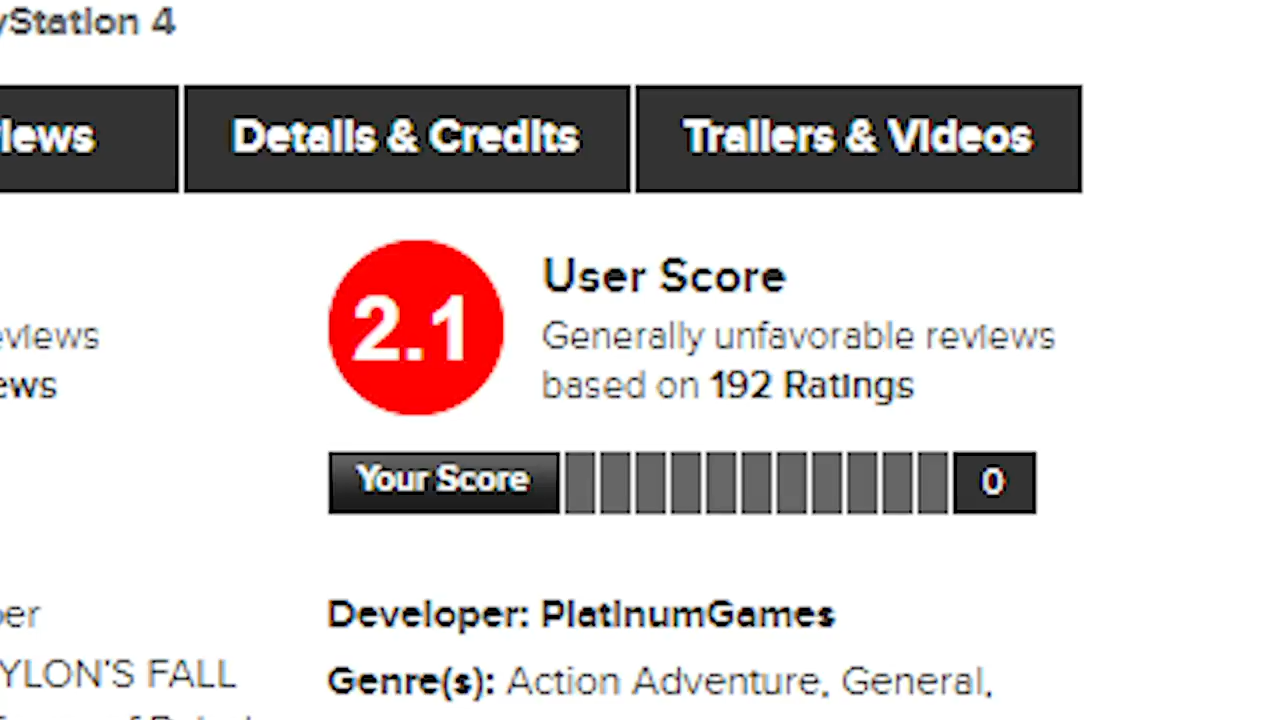 yStation 4
iews
Details & Credits
Trailers & Videos
2.1
User Score
eviews
Generally unfavorable reviews
ews
based on 192 Ratings
Your Score
0
per
Developer: PlatinumGames
YLON'S FALL
Genre(s): Action Adventure, General,